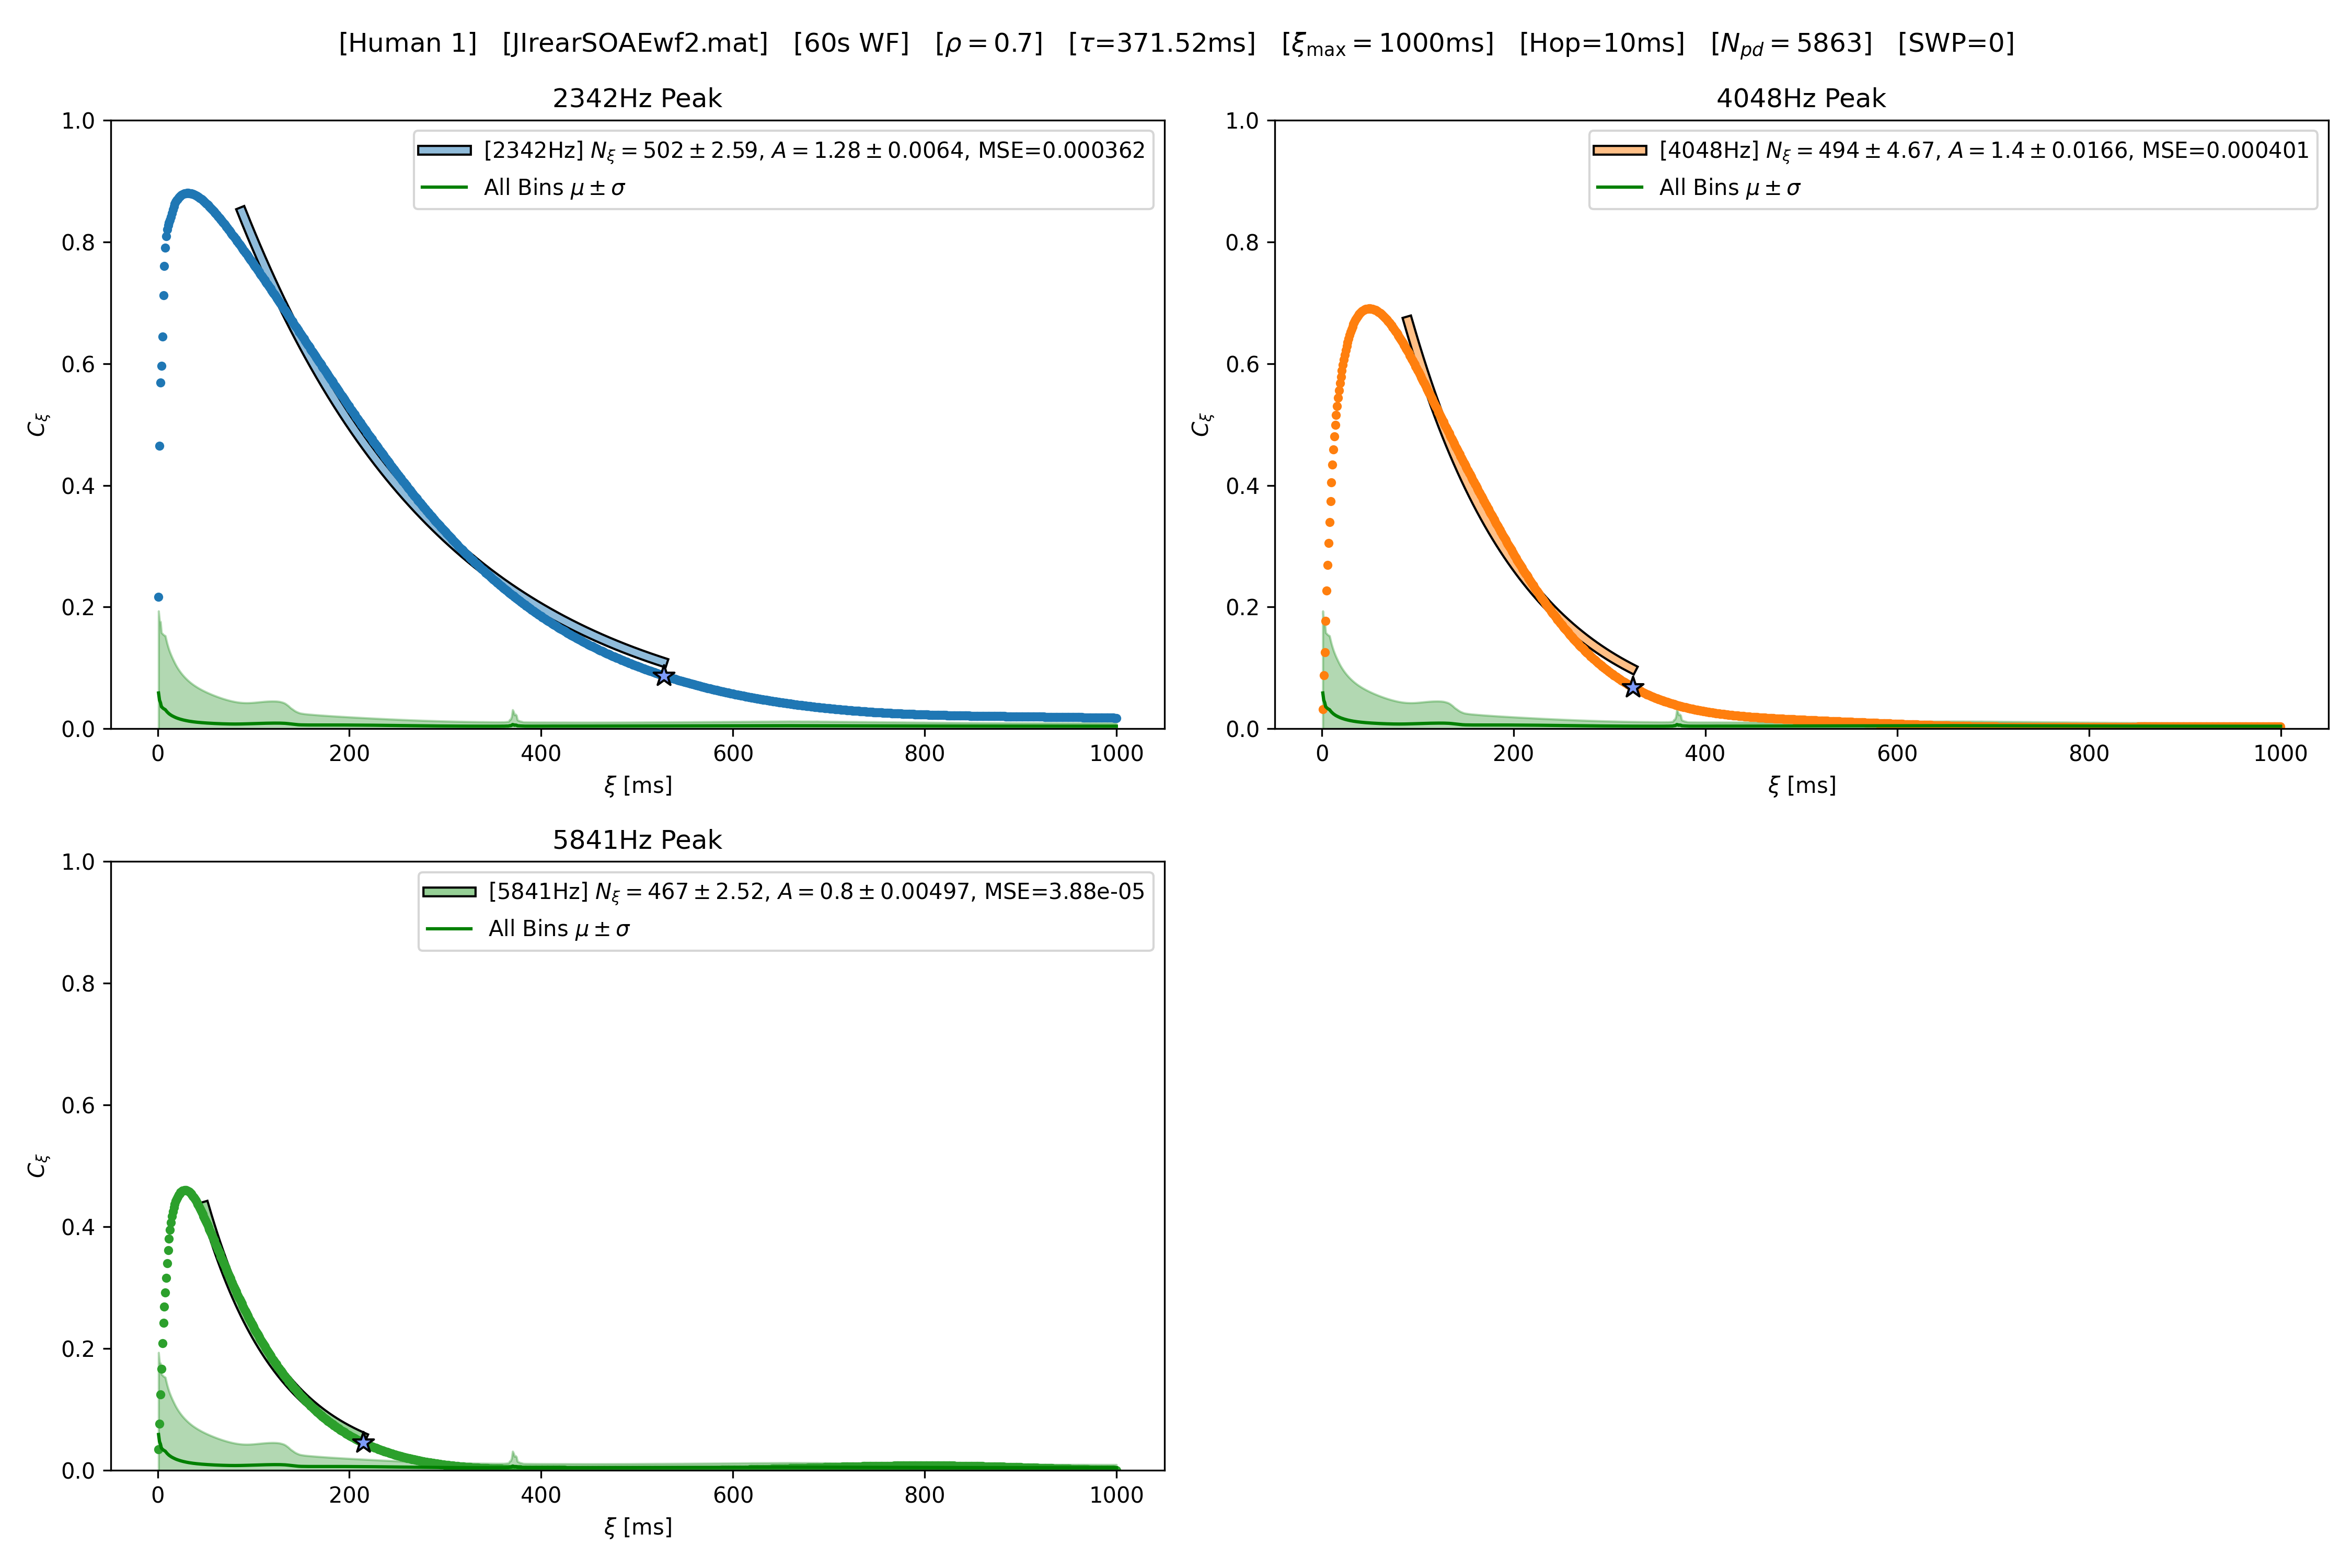 [Human 1] [JIrearSOAEwf2.mat] [60s WF] [ρ = 0.7] [τ=371.52ms] [ξmax = 1000ms] [Hop=10ms] [Npd = 5863] [SWP=0]
2342Hz Peak
[2342Hz] Nξ = 502 ± 2.59, A = 1.28 ± 0.0064, MSE=0.000362
All Bins μ ± σ
1.0
0.8
0.6
0.4
0.2
0.0
Cξ
0 200 400 600 800 1000
ξ [ms]
4048Hz Peak
[4048Hz] Nξ = 494 ± 4.67, A = 1.4 ± 0.0166, MSE=0.000401
All Bins μ ± σ
1.0
0.8
0.6
0.4
0.2
0.0
Cξ
0 200 400 600 800 1000
ξ [ms]
5841Hz Peak
[5841Hz] Nξ = 467 ± 2.52, A = 0.8 ± 0.00497, MSE=3.88e-05
All Bins μ ± σ
1.0
0.8
0.6
0.4
0.2
0.0
Cξ
0 200 400 600 800 1000
ξ [ms]